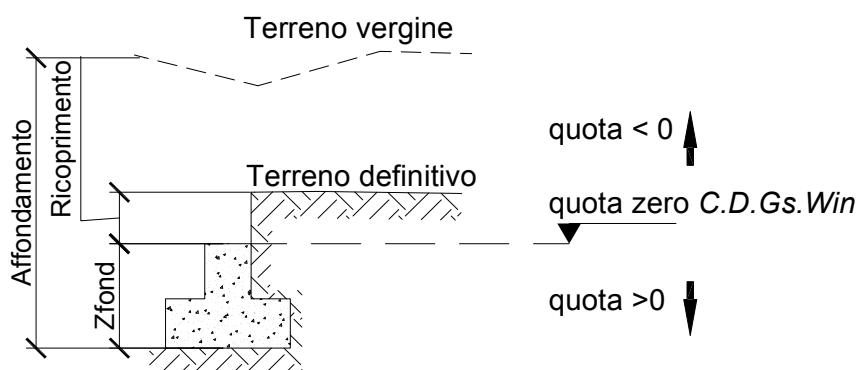 Terreno vergine
Affondamento
Ricoprimento
quota < 0
Terreno definitivo
quota zero C.D.Gs.Win
Zfond
quota >0